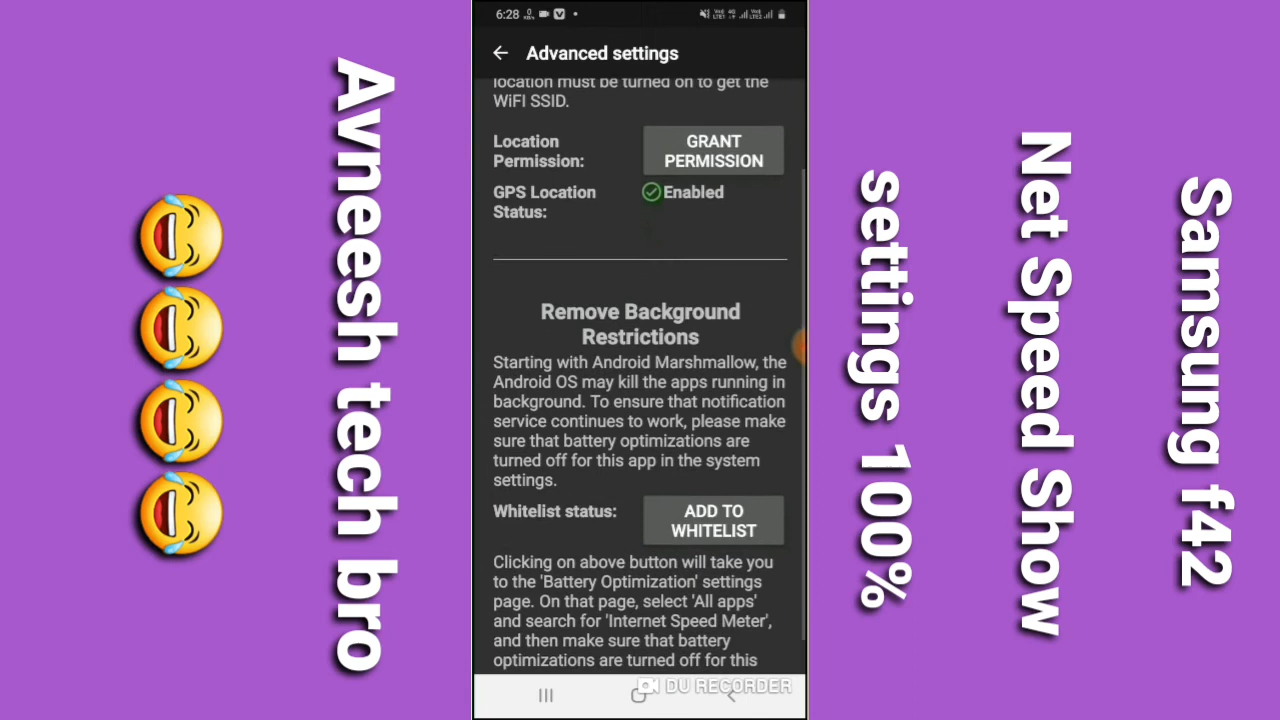 Avneesh tech bro
6:28
0
KB/s
Advanced settings
location must be turned on to get the
WiFI SSID.
Location
Permission:
GRANT
PERMISSION
GPS Location
Status:
Enabled
Remove Background
Restrictions
Starting with Android Marshmallow, the
Android OS may kill the apps running in
background. To ensure that notification
service continues to work, please make
sure that battery optimizations are
turned off for this app in the system
settings.
Whitelist status:
ADD TO
WHITELIST
Clicking on above button will take you
to the 'Battery Optimization' settings
page. On that page, select 'All apps'
and search for 'Internet Speed Meter',
and then make sure that battery
optimizations are turned off for this
DU RECORDER
Samsung f42
Net Speed Show
settings 100%